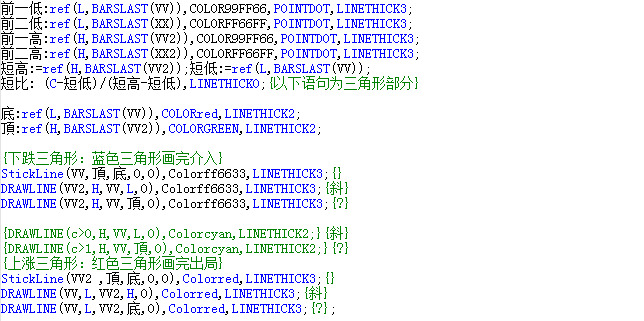 前一低:ref(L,BARSLAST(VV)),COLOR99FF66,POINTDOT,LINETHICK3;
前二低:ref(L,BARSLAST(XX)),COLORFF66FF,POINTDOT,LINETHICK3;
前一高:ref(H,BARSLAST(VV2)),COLOR99FF66,POINTDOT,LINETHICK3;
前二高:ref(H,BARSLAST(XX2)),COLORFF66FF,POINTDOT,LINETHICK3;
短高:=ref(H,BARSLAST(VV2));短低:=ref(L,BARSLAST(VV));
短比: (C-短低)/(短高-短低),LINETHICK0;{以下语句为三角形部分}
底:ref(L,BARSLAST(VV)),COLORred,LINETHICK2;
頂:ref(H,BARSLAST(VV2)),COLORGREEN,LINETHICK2;
{下跌三角形：蓝色三角形画完介入}
StickLine(VV,頂,底,0,0),Colorff6633,LINETHICK3;{}
DRAWLINE(VV2,H,VV,L,0),Colorff6633,LINETHICK3;{斜}
DRAWLINE(VV2,H,VV,頂,0),Colorff6633,LINETHICK3;{?}
{DRAWLINE(c>0,H,VV,L,0),Colorcyan,LINETHICK2;}{斜}
{DRAWLINE(c>1,H,VV,頂,0),Colorcyan,LINETHICK2;}{?}
{上涨三角形：红色三角形画完出局}
StickLine(VV2 ,頂,底,0,0),Colorred,LINETHICK3;{}
DRAWLINE(VV,L,VV2,H,0),Colorred,LINETHICK3;{斜}
DRAWLINE(VV,L,VV2,底,0),Colorred,LINETHICK3;{?};